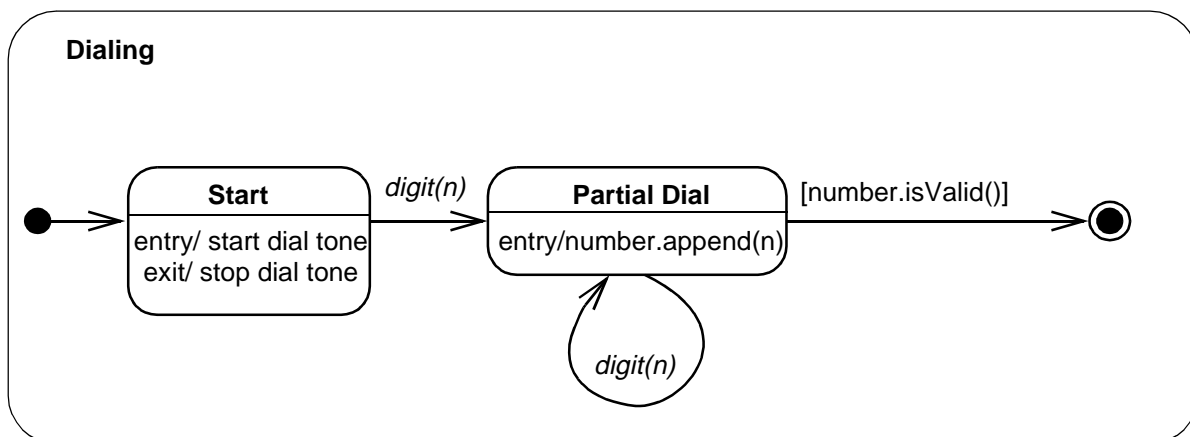 Dialing
Start
entry/ start dial tone
exit/ stop dial tone
digit(n)
Partial Dial
entry/number.append(n)
[number.isValid()]
digit(n)